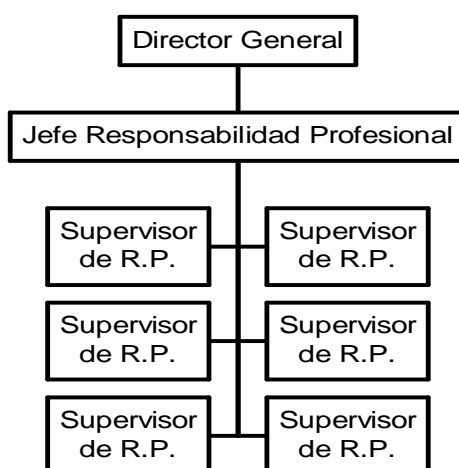 Director General
Jefe Responsabilidad Profesional
Supervisor
de R.P.
Supervisor
de R.P.
Supervisor
de R.P.
Supervisor
de R.P.
Supervisor
de R.P.
Supervisor
de R.P.